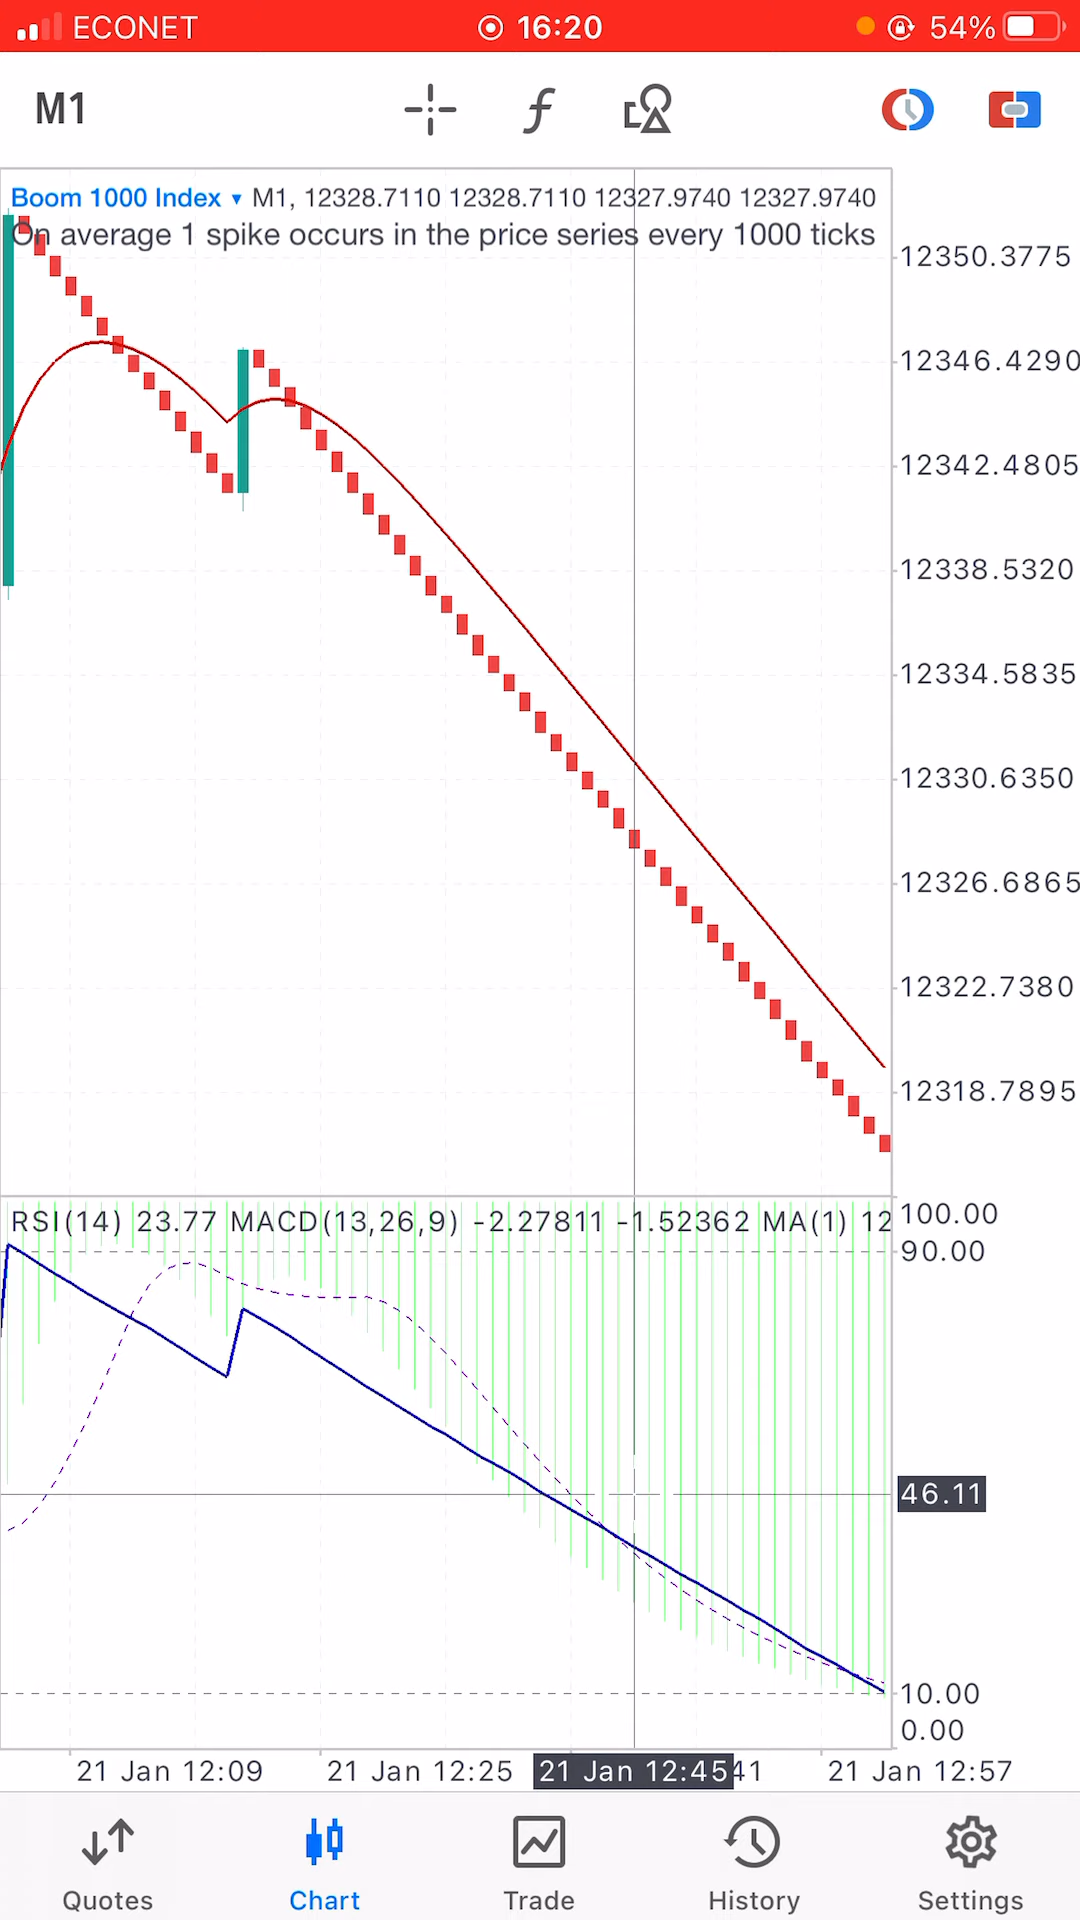 ECONET 16:20 54%
M1
Boom 1000 Index ▾ M1, 12328.7110 12328.7110 12327.9740 12327.9740
On average 1 spike occurs in the price series every 1000 ticks
12350.3775
12346.4290
12342.4805
12338.5320
12334.5835
12330.6350
12326.6865
12322.7380
12318.7895
RSI(14) 23.77 MACD(13,26,9) -2.27811 -1.52362 MA(1) 12
100.00
90.00
46.11
10.00
0.00
21 Jan 12:09 21 Jan 12:25 21 Jan 12:45 41 21 Jan 12:57
Quotes Chart Trade History Settings